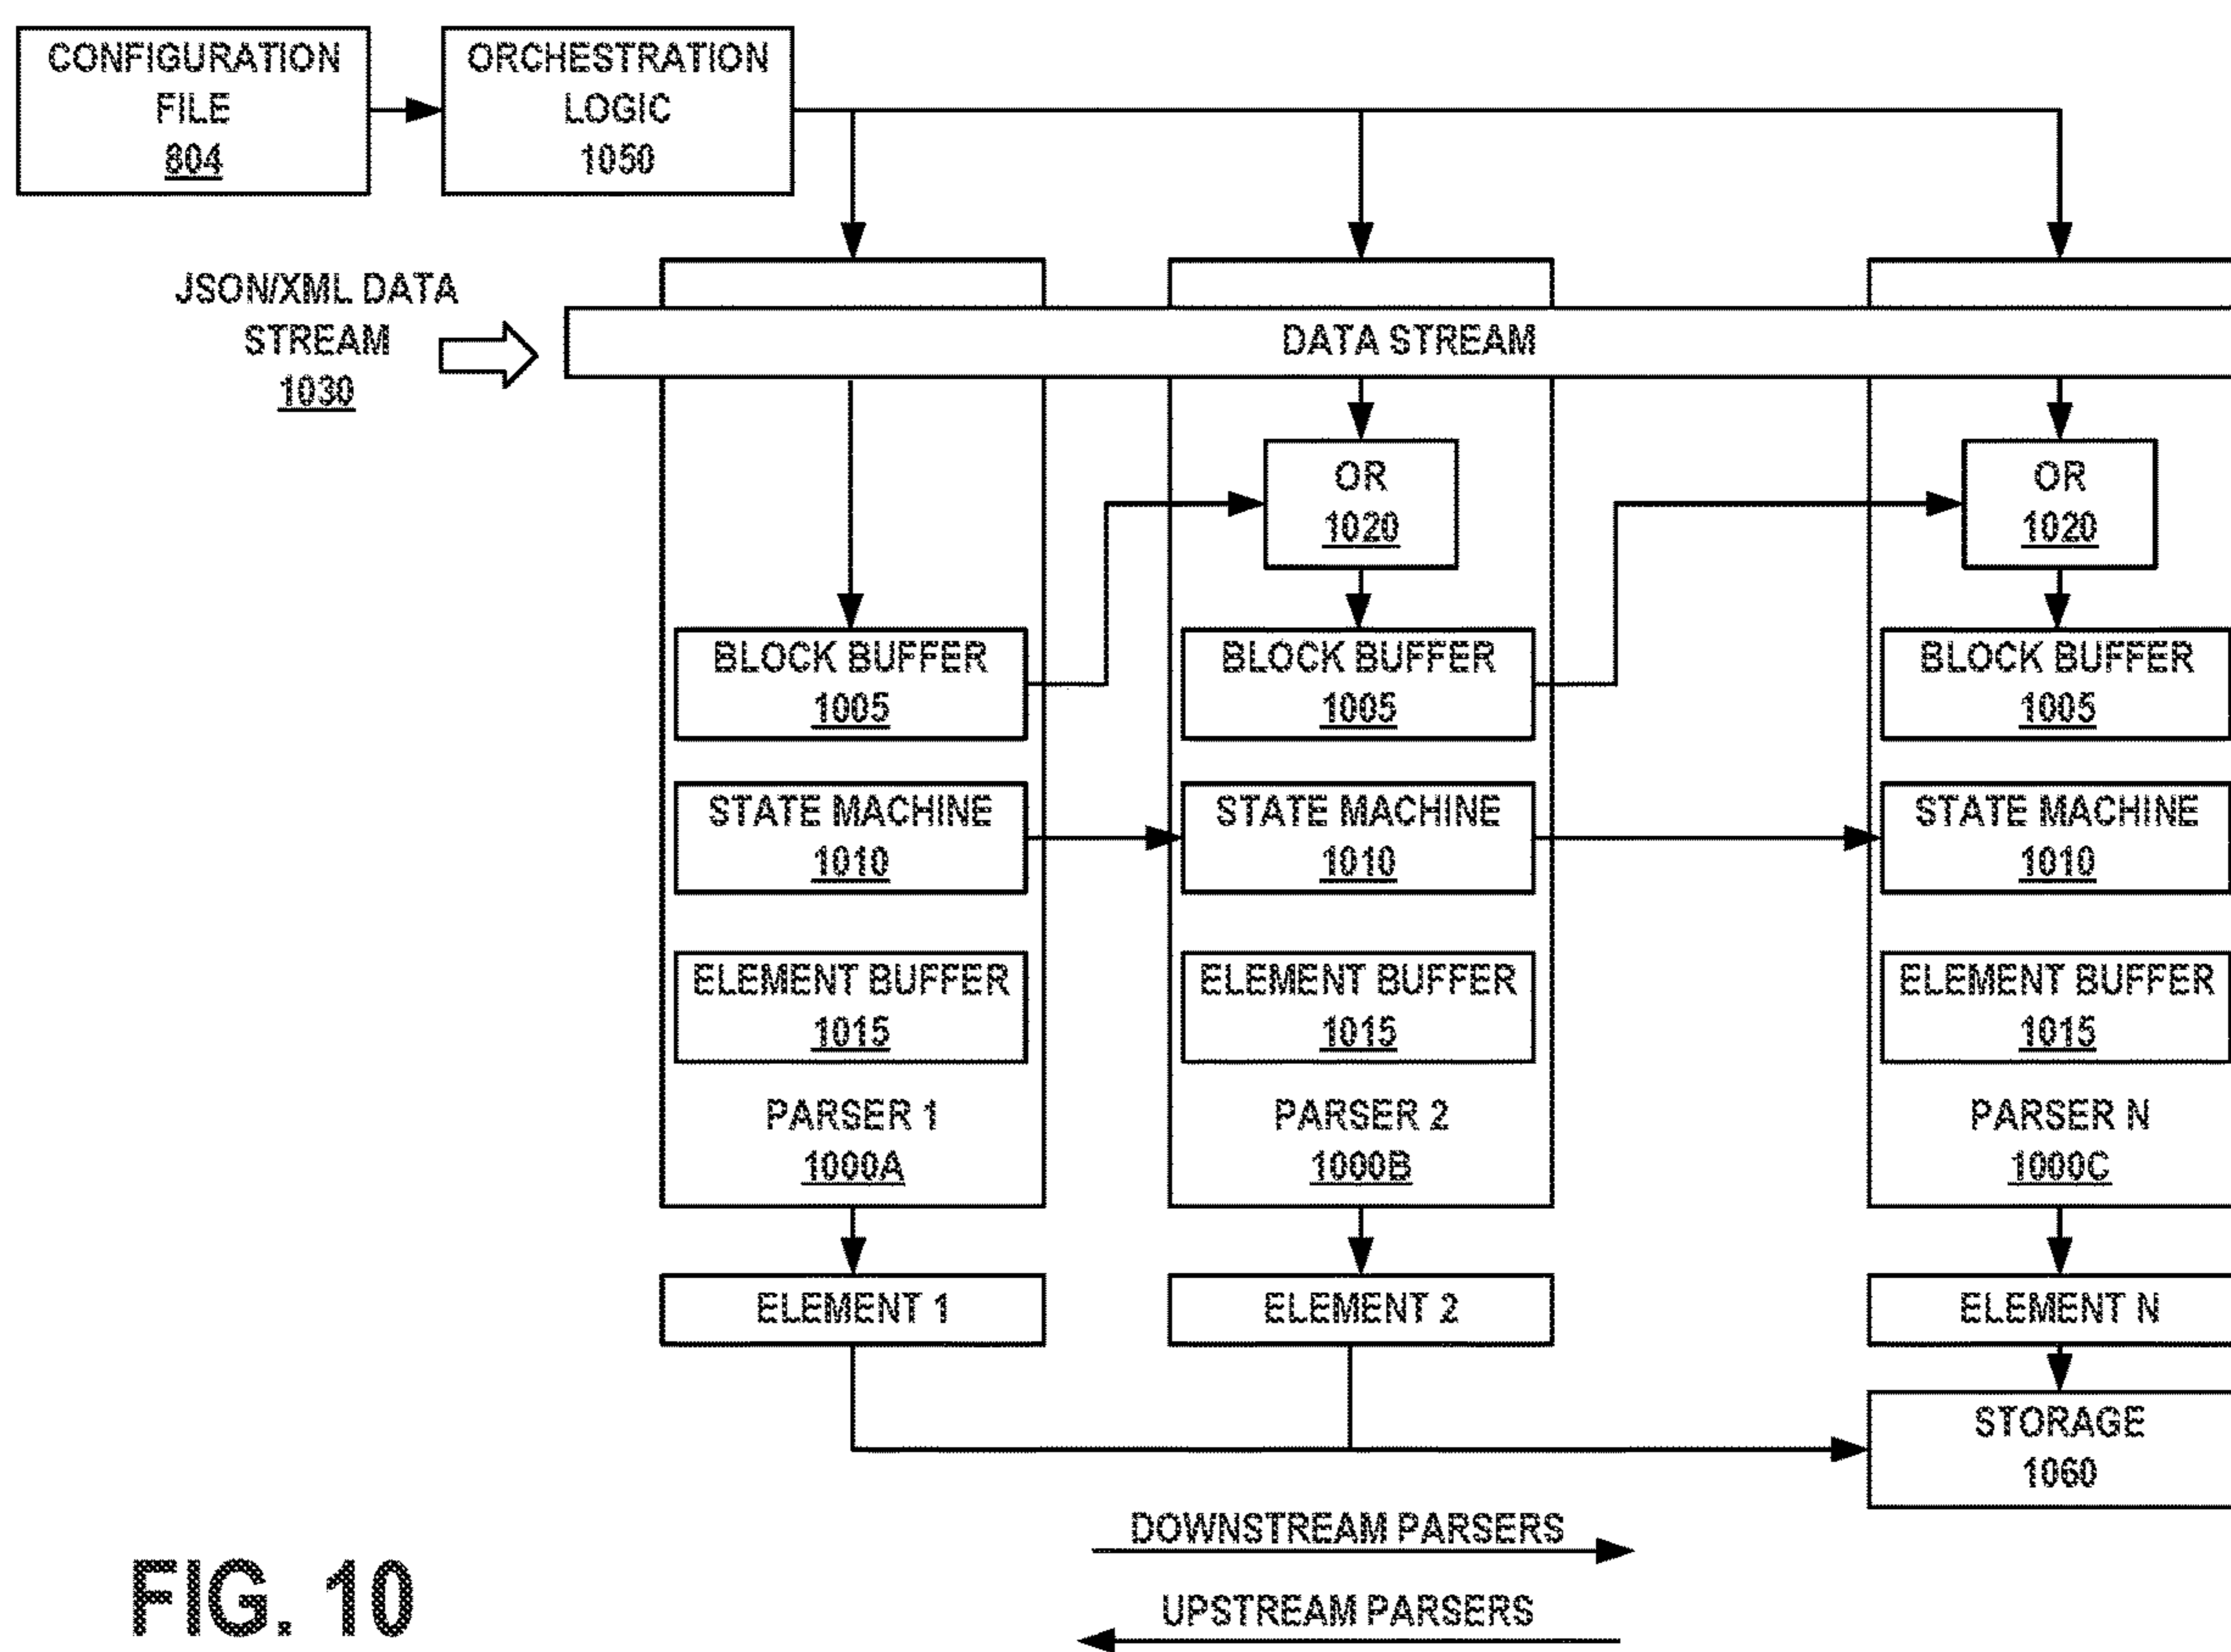 CONFIGURATION
FILE
804
ORCHESTRATION
LOGIC
1050
JSON/XML DATA
STREAM
1030
DATA STREAM
OR
1020
OR
1020
BLOCK BUFFER
1005
BLOCK BUFFER
1005
BLOCK BUFFER
1005
STATE MACHINE
1010
STATE MACHINE
1010
STATE MACHINE
1010
ELEMENT BUFFER
1015
ELEMENT BUFFER
1015
ELEMENT BUFFER
1015
PARSER 1
1000A
PARSER 2
1000B
PARSER N
1000C
ELEMENT 1
ELEMENT 2
ELEMENT N
STORAGE
1060
DOWNSTREAM PARSERS
UPSTREAM PARSERS
FIG. 10